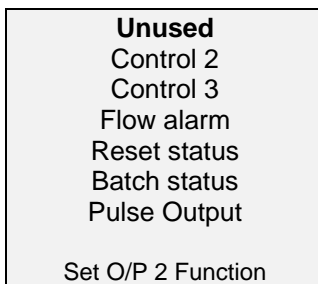 Unused
Control 2
Control 3
Flow alarm
Reset status
Batch status
Pulse Output
Set O/P 2 Function